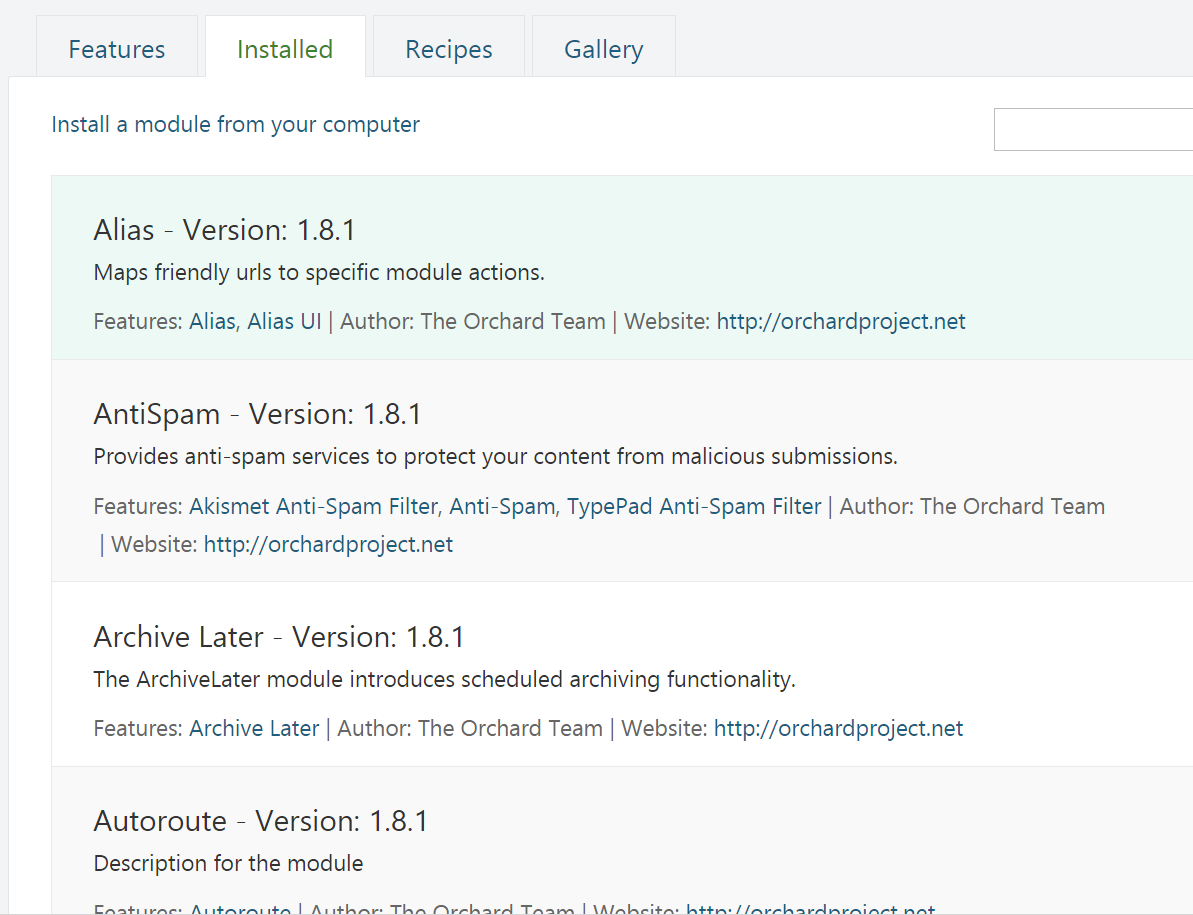 Features Installed Recipes Gallery
Install a module from your computer
Alias - Version: 1.8.1
Maps friendly urls to specific module actions.
Features: Alias, Alias UI | Author: The Orchard Team | Website: http://orchardproject.net
AntiSpam - Version: 1.8.1
Provides anti-spam services to protect your content from malicious submissions.
Features: Akismet Anti-Spam Filter, Anti-Spam, TypePad Anti-Spam Filter | Author: The Orchard Team
| Website: http://orchardproject.net
Archive Later - Version: 1.8.1
The ArchiveLater module introduces scheduled archiving functionality.
Features: Archive Later | Author: The Orchard Team | Website: http://orchardproject.net
Autoroute - Version: 1.8.1
Description for the module
Features: Autoroute | Author: The Orchard Team | Website: http://orchardproject.net